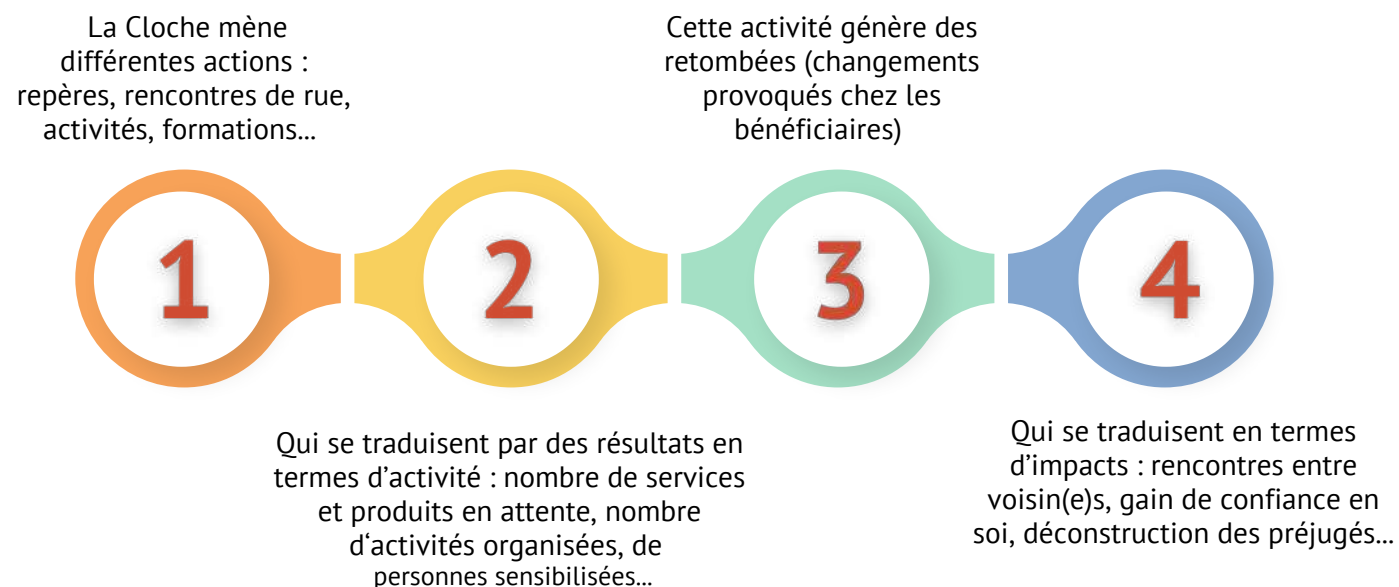 La Cloche mène
différentes actions :
repères, rencontres de rue,
activités, formations...
1
Qui se traduisent par des résultats en
termes d'activité : nombre de services
et produits en attente, nombre
d‘activités organisées, de
personnes sensibilisées...
2
Cette activité génère des
retombées (changements
provoqués chez les
bénéficiaires)
3
Qui se traduisent en termes
d'impacts : rencontres entre
voisin(e)s, gain de confiance en
soi, déconstruction des préjugés...
4